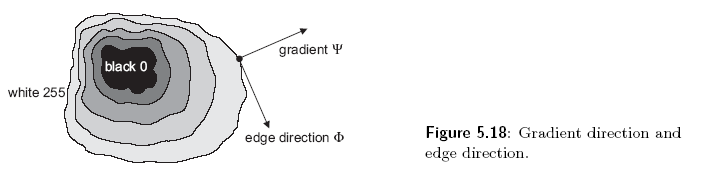 gradient Ψ
black 0
white 255
edge direction Φ
Figure 5.18: Gradient direction and
edge direction.